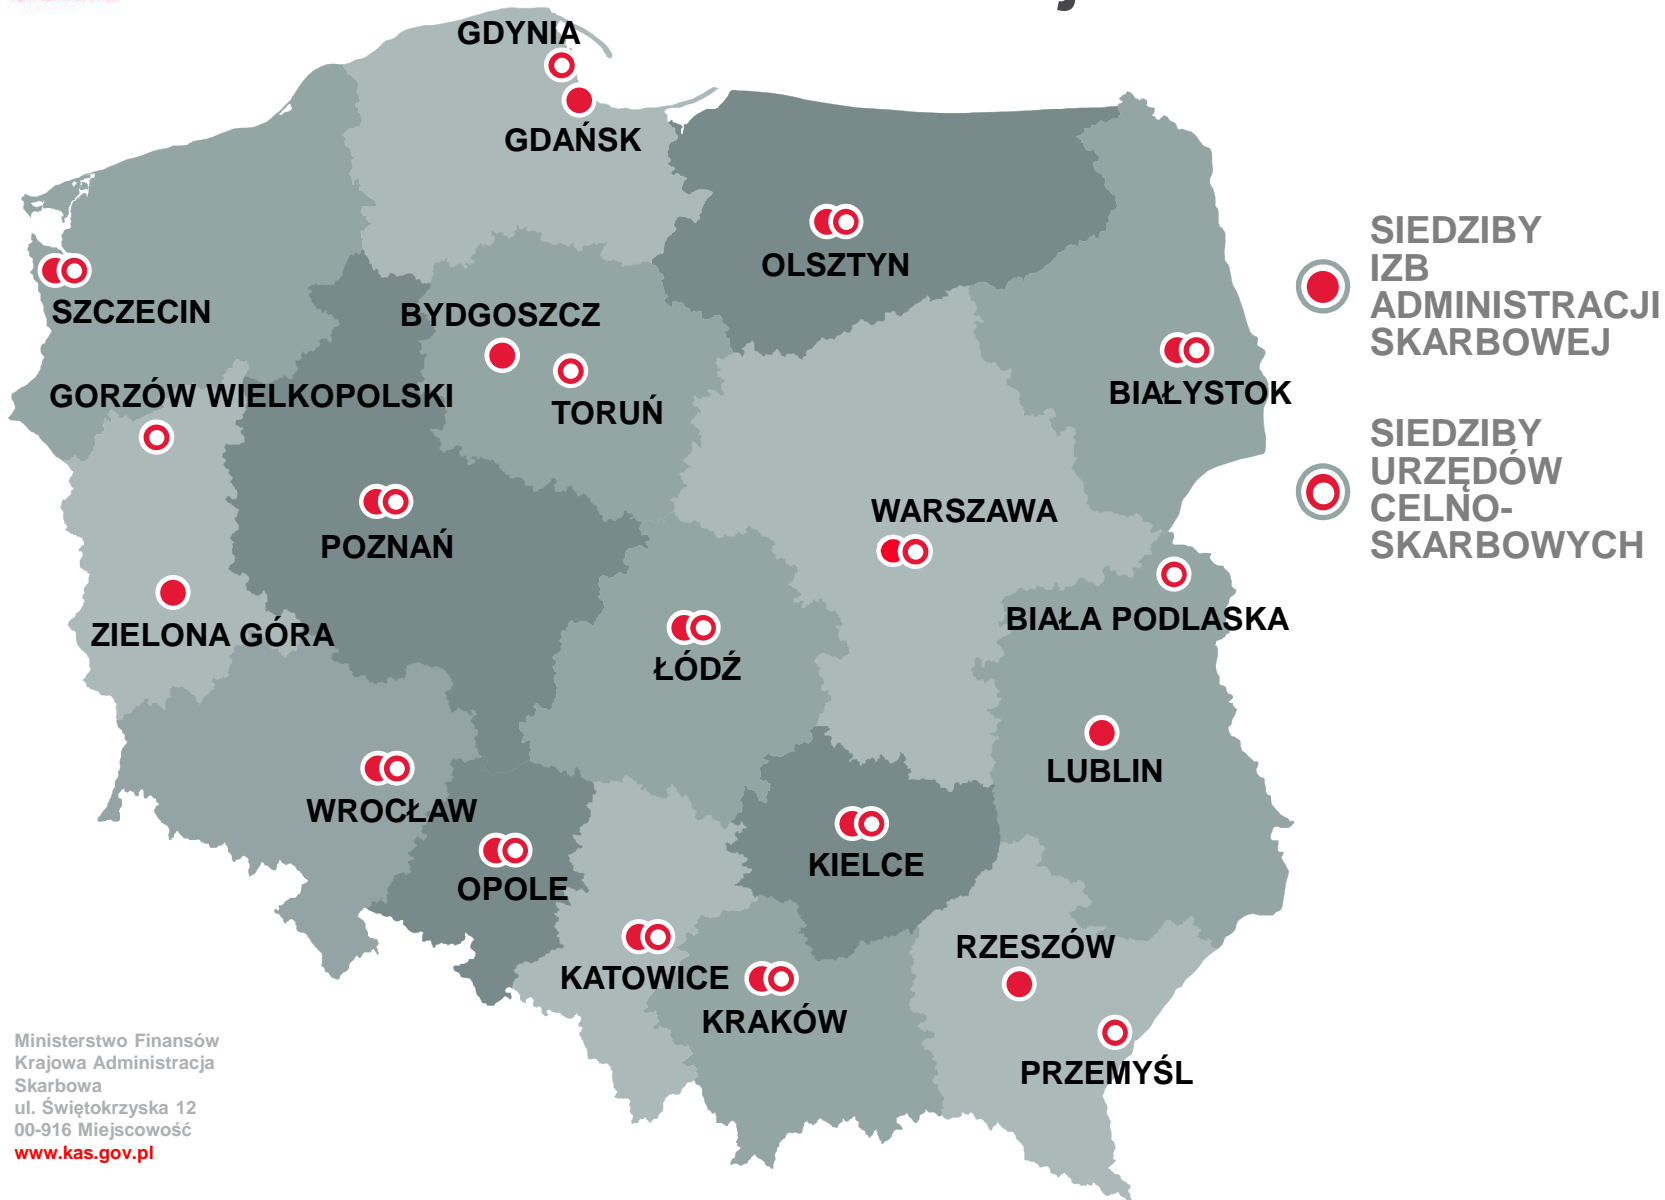 GDYNIA
GDAŃSK
OLSZTYN
SZCZECIN
BYDGOSZCZ
GORZÓW WIELKOPOLSKI
TORUŃ
BIAŁYSTOK
POZNAŃ
WARSZAWA
ZIELONA GÓRA
BIAŁA PODLASKA
ŁÓDŹ
LUBLIN
WROCŁAW
OPOLE
KIELCE
KATOWICE
KRAKÓW
RZESZÓW
PRZEMYŚL
SIEDZIBY
IZB
ADMINISTRACJI
SKARBOWEJ
SIEDZIBY
URZĘDÓW
CELNO-
SKARBOWYCH
Ministerstwo Finansów
Krajowa Administracja
Skarbowa
ul. Świętokrzyska 12
00-916 Miejscowość
www.kas.gov.pl